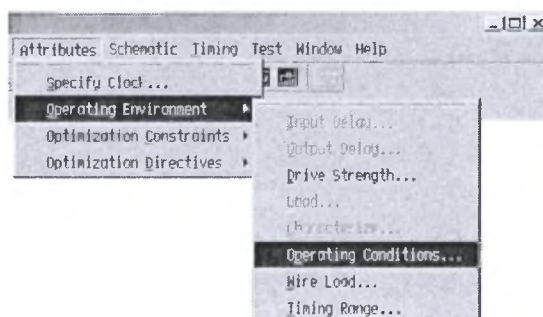 Attributes Schematic Timing Test Window Help
Specify Clock...
Operating Environment
Optimization Constraints
Optimization Directives
Input Delay...
Output Delay...
Drive Strength...
Load...
Characterize...
Operating Conditions...
Wire Load...
Timing Range...